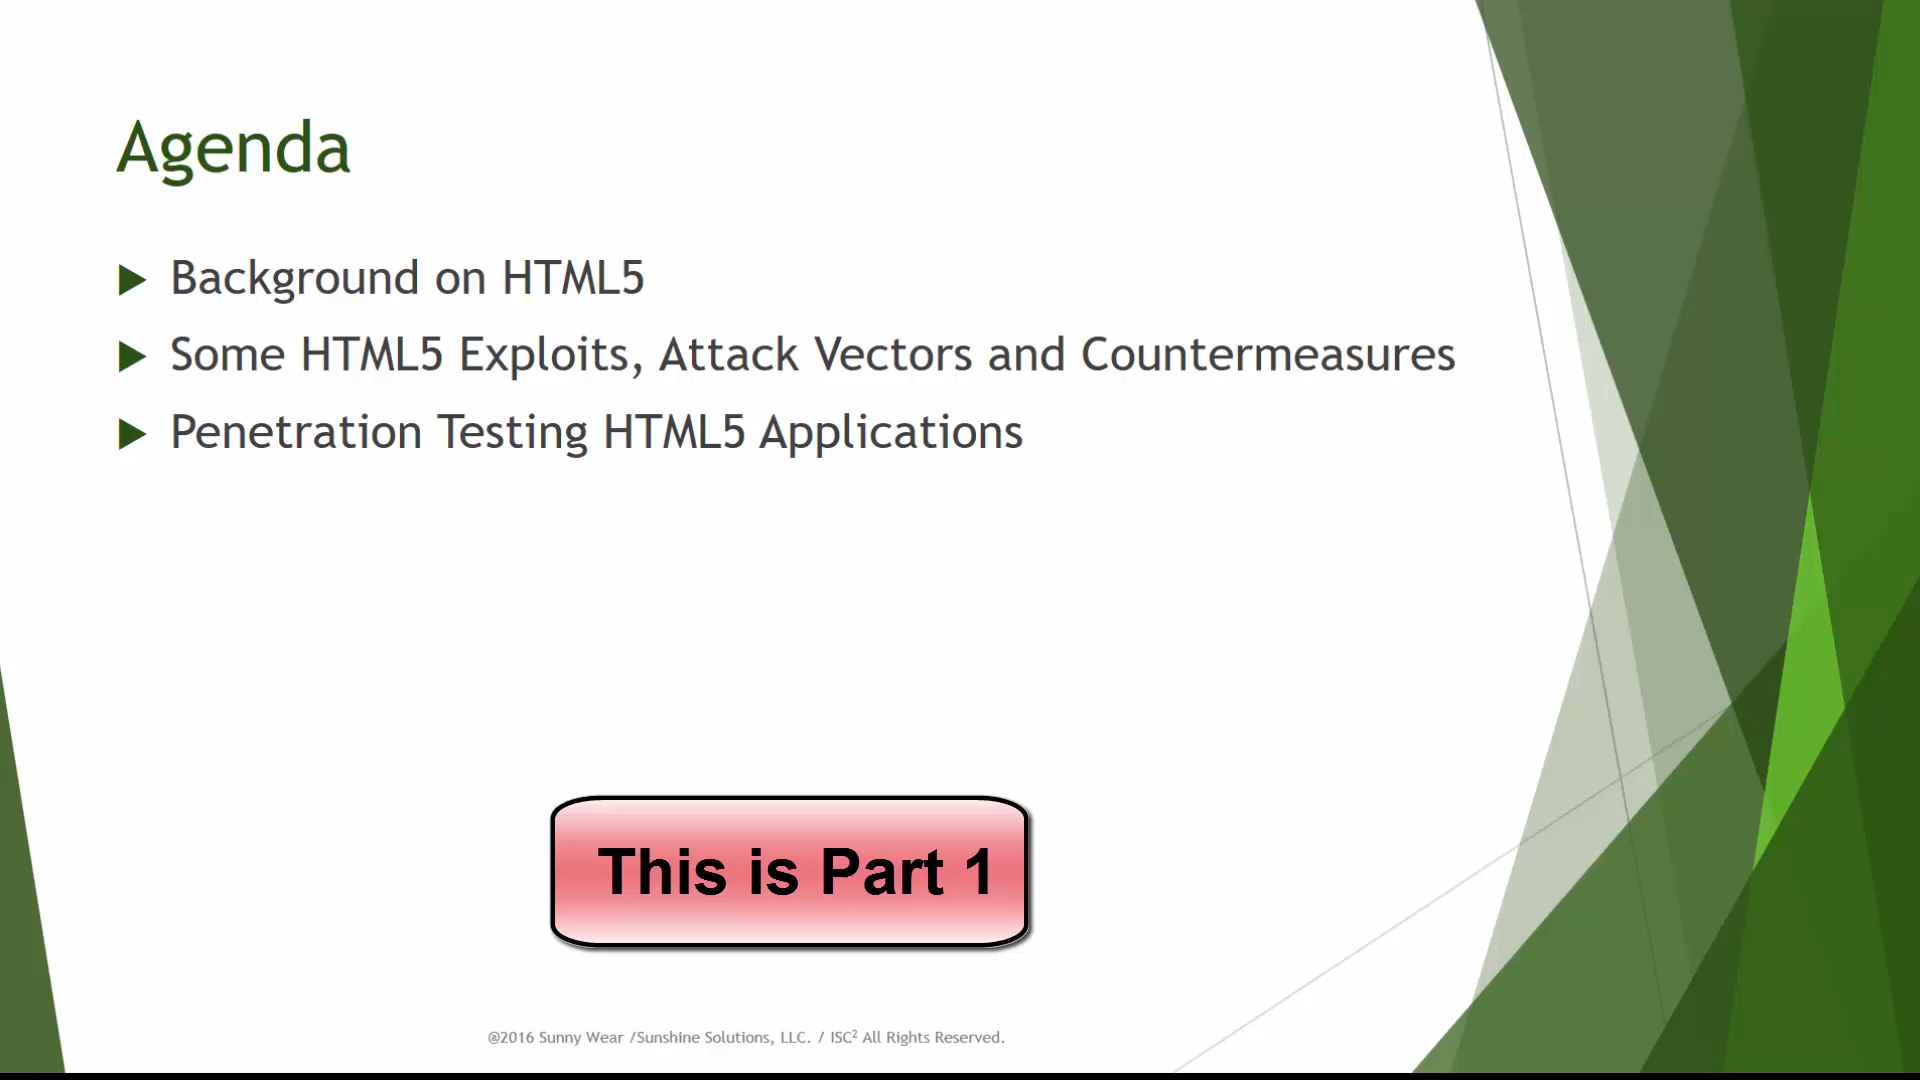 Agenda
Background on HTML5
Some HTML5 Exploits, Attack Vectors and Countermeasures
Penetration Testing HTML5 Applications
This is Part 1
@2016 Sunny Wear /Sunshine Solutions, LLC. / ISC² All Rights Reserved.